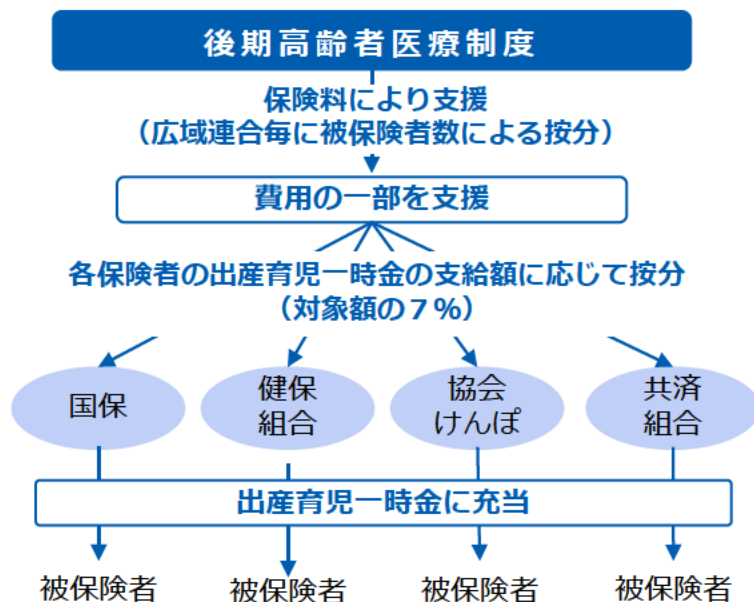 後期高齢者医療制度
保険料により支援
（広域連合毎に被保険者数による按分）
費用の一部を支援
各保険者の出産育児一時金の支給額に応じて按分
（対象額の７％）
国保
健保
組合
協会
けんぽ
共済
組合
出産育児一時金に充当
被保険者
被保険者
被保険者
被保険者